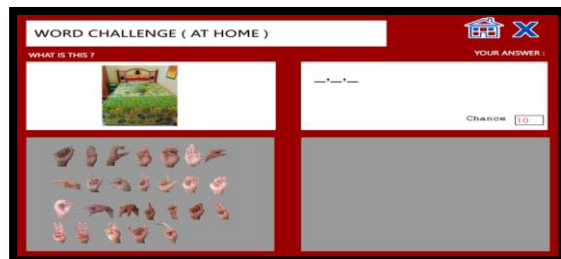 WORD CHALLENGE ( AT HOME )
WHAT IS THIS ?
YOUR ANSWER :
_,_,_
Chance 10